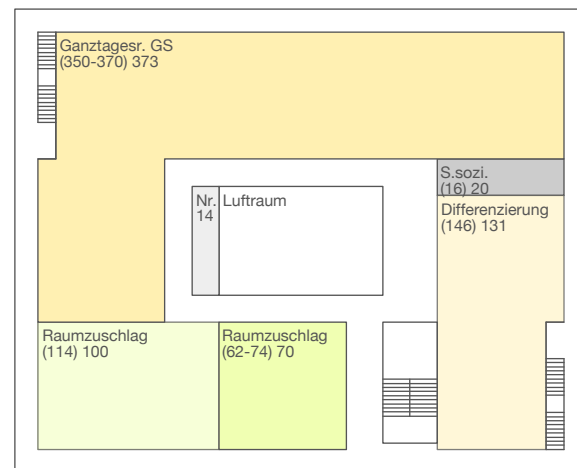 Ganztagesr. GS
(350-370) 373
S.sozi.
(16) 20
Nr.
14
Luftraum
Differenzierung
(146) 131
Raumzuschlag
(114) 100
Raumzuschlag
(62-74) 70